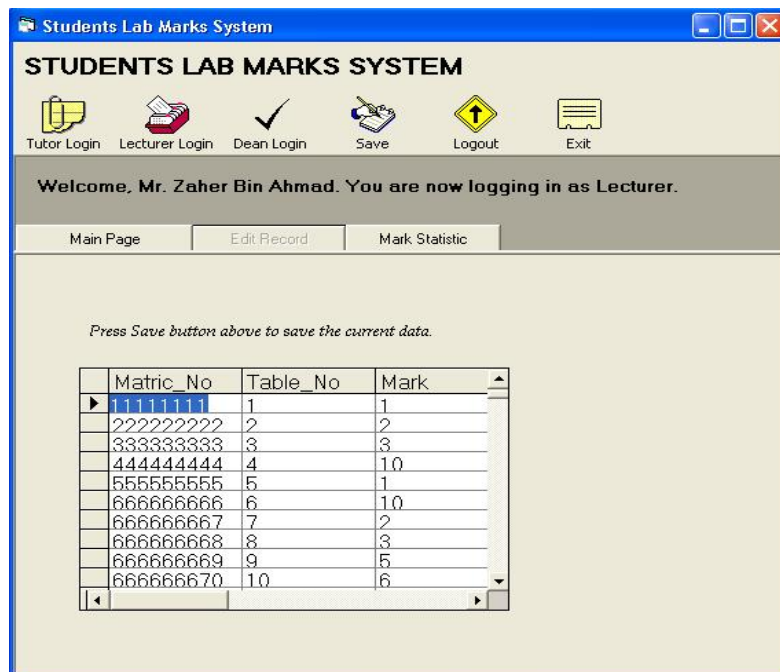 Students Lab Marks System
STUDENTS LAB MARKS SYSTEM
Tutor Login Lecturer Login Dean Login Save Logout Exit
Welcome, Mr. Zaher Bin Ahmad. You are now logging in as Lecturer.
Main Page Edit Record Mark Statistic
Press Save button above to save the current data.
Matric_No Table_No Mark
11111111 1 1
222222222 2 2
333333333 3 3
444444444 4 10
555555555 5 1
666666666 6 10
666666667 7 2
666666668 8 3
666666669 9 5
666666670 10 6